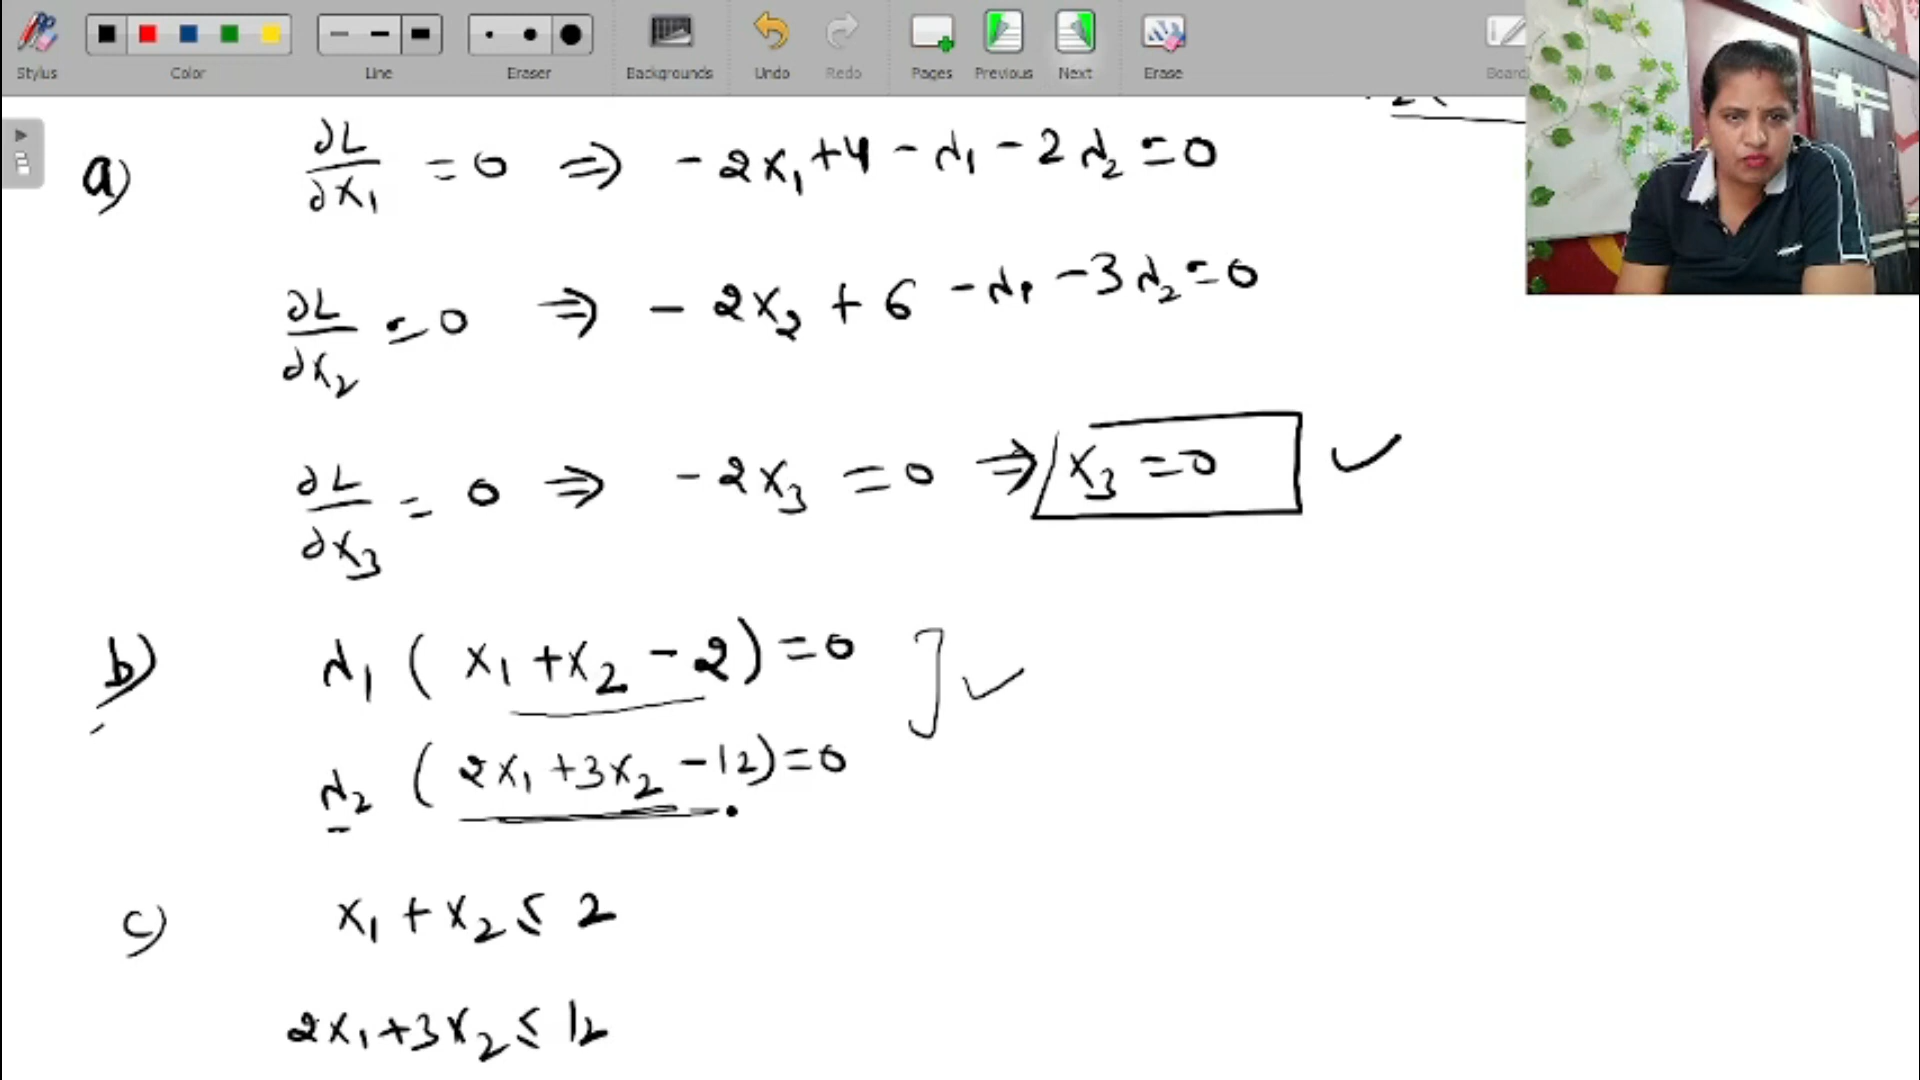 Stylus Color Line Eraser Backgrounds Undo Redo Pages Previous Next Erase Board
a) ∂L/∂x₁ = 0 ⇒ - 2x₁ + 4 - λ₁ - 2λ₂ = 0
∂L/∂x₂ = 0 ⇒ - 2x₂ + 6 - λ₁ - 3λ₂ = 0
∂L/∂x₃ = 0 ⇒ - 2x₃ = 0 ⇒ x₃ = 0 ✓
b) λ₁ ( x₁ + x₂ - 2 ) = 0
λ₂ ( 2x₁ + 3x₂ - 12 ) = 0 ] ✓
c) x₁ + x₂ ≤ 2
2x₁ + 3x₂ ≤ 12